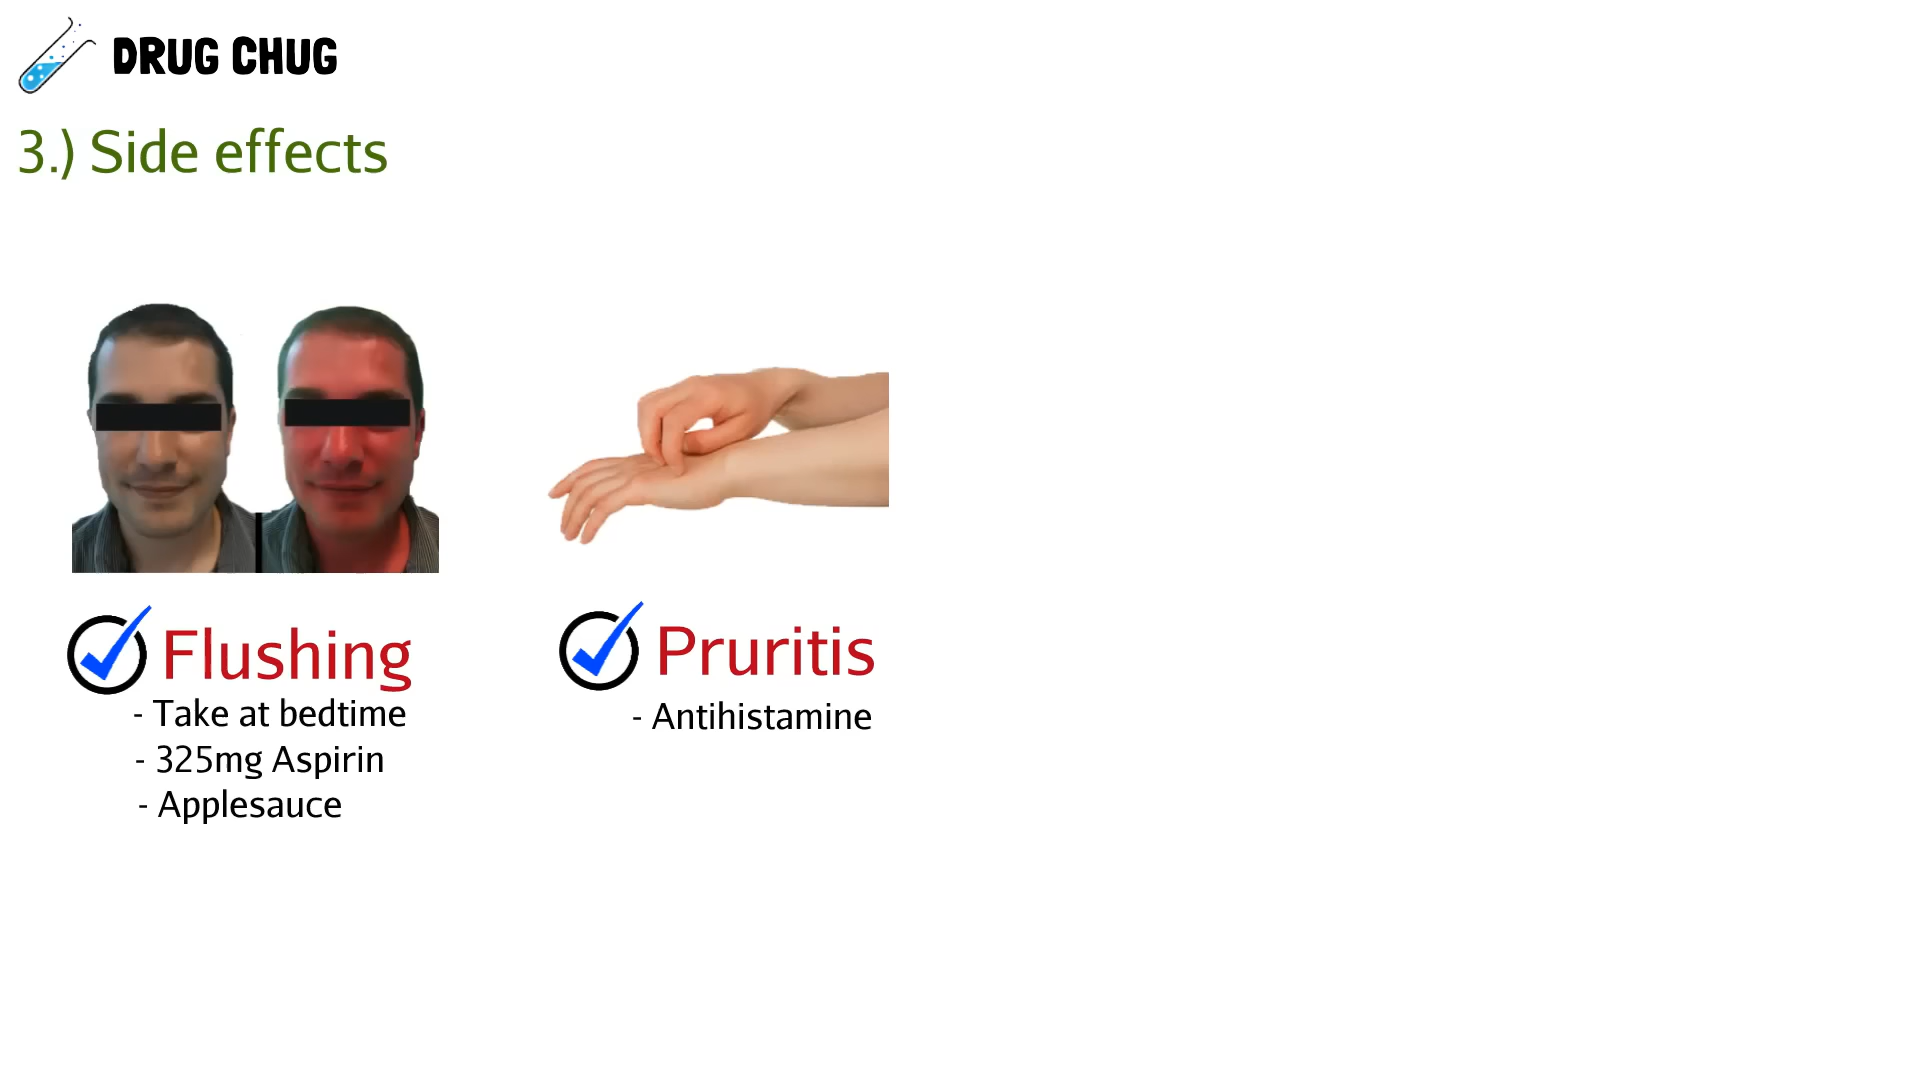 DRUG CHUG
3.) Side effects
Flushing
- Take at bedtime
- 325mg Aspirin
- Applesauce
Pruritis
- Antihistamine